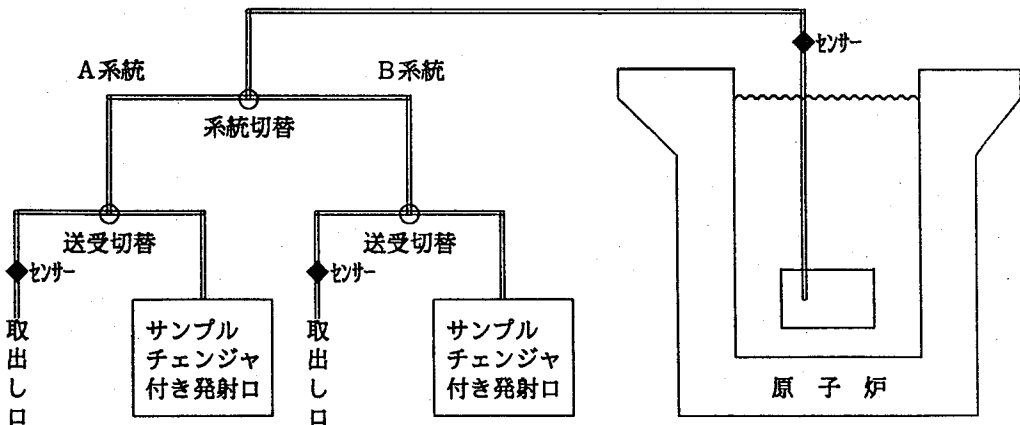 センサー
A系統
B系統
系統切替
送受切替
送受切替
センサー
センサー
取出し口
サンプル
チェンジャ
付き発射口
取出し口
サンプル
チェンジャ
付き発射口
原子炉